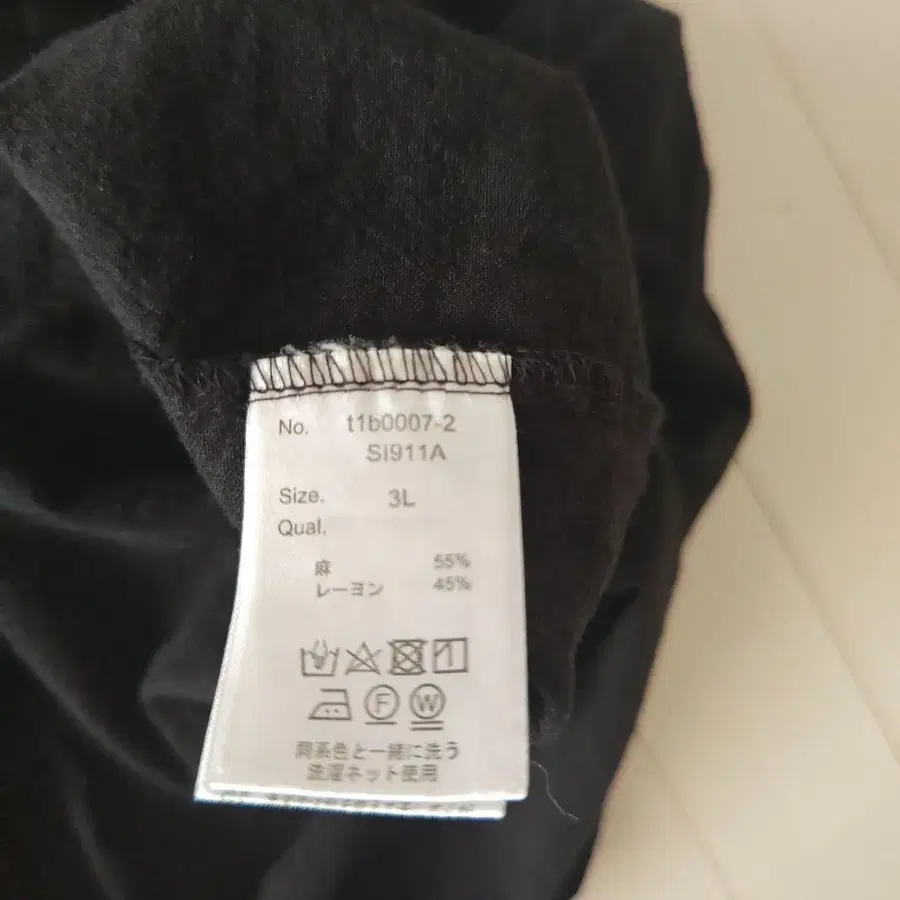 No. t1b0007-2
SI911A
Size. 3L
Qual.
麻 55%
レーヨン 45%
F W
同系色と一緒に洗う
洗濯ネット使用